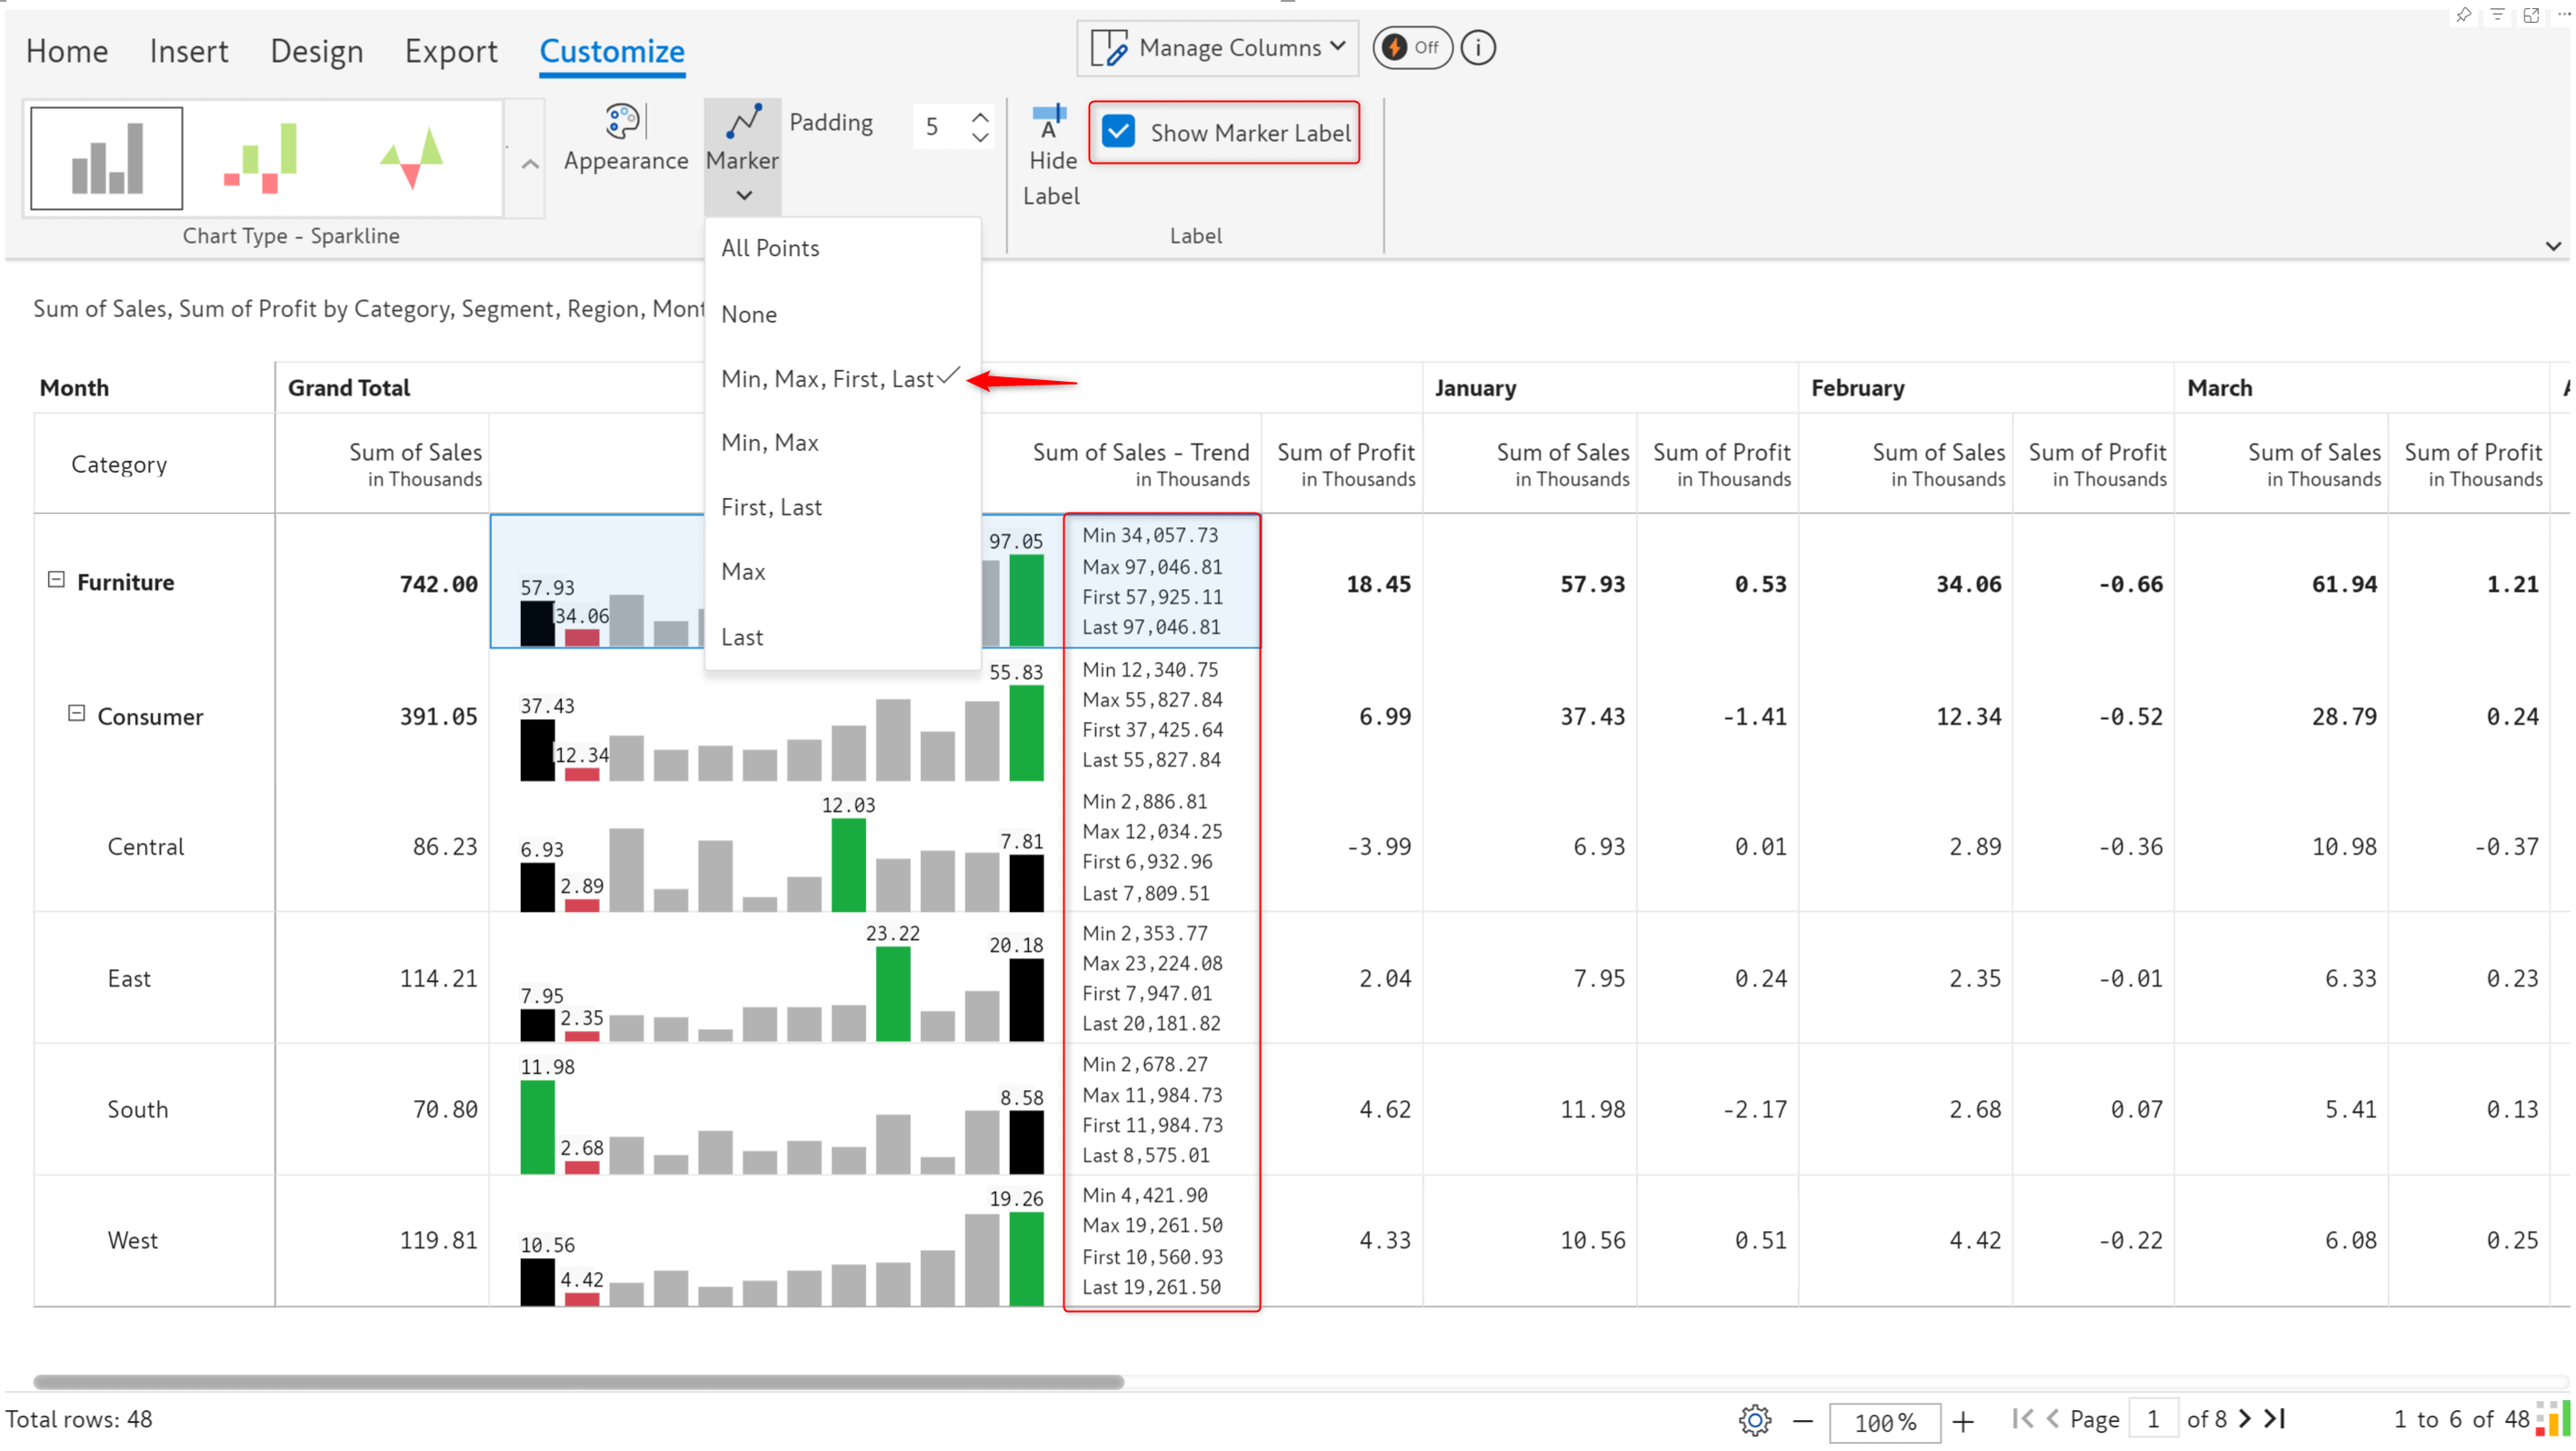 Home Insert Design Export Customize
Manage Columns
Off
i
Appearance
Marker
Padding 5
A
Hide
Label
Show Marker Label
Chart Type - Sparkline
Label
All Points
None
Min, Max, First, Last
Min, Max
First, Last
Max
Last
Sum of Sales, Sum of Profit by Category, Segment, Region, Mont
Month Grand Total January February March
Category
Sum of Sales
in Thousands
Sum of Sales - Trend
in Thousands
Sum of Profit
in Thousands
Sum of Sales
in Thousands
Sum of Profit
in Thousands
Sum of Sales
in Thousands
Sum of Profit
in Thousands
Sum of Sales
in Thousands
Sum of Profit
in Thousands
Furniture 742.00
57.93
34.06
97.05
Min 34,057.73
Max 97,046.81
First 57,925.11
Last 97,046.81
18.45 57.93 0.53 34.06 -0.66 61.94 1.21
Consumer 391.05
37.43
12.34
55.83
Min 12,340.75
Max 55,827.84
First 37,425.64
Last 55,827.84
6.99 37.43 -1.41 12.34 -0.52 28.79 0.24
Central 86.23
6.93
2.89
12.03
7.81
Min 2,886.81
Max 12,034.25
First 6,932.96
Last 7,809.51
-3.99 6.93 0.01 2.89 -0.36 10.98 -0.37
East 114.21
7.95
2.35
23.22
20.18
Min 2,353.77
Max 23,224.08
First 7,947.01
Last 20,181.82
2.04 7.95 0.24 2.35 -0.01 6.33 0.23
South 70.80
11.98
2.68
8.58
Min 2,678.27
Max 11,984.73
First 11,984.73
Last 8,575.01
4.62 11.98 -2.17 2.68 0.07 5.41 0.13
West 119.81
10.56
4.42
19.26
Min 4,421.90
Max 19,261.50
First 10,560.93
Last 19,261.50
4.33 10.56 0.51 4.42 -0.22 6.08 0.25
Total rows: 48
100%
Page 1 of 8
1 to 6 of 48